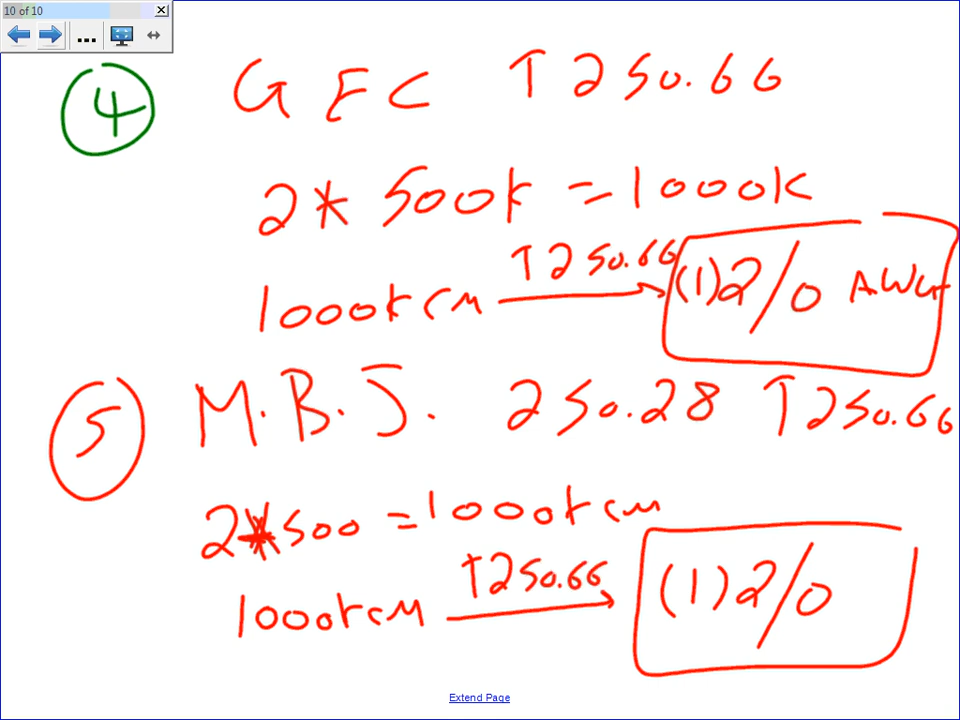 10 of 10
...
4 GEC T250.66
2* 500k = 1000k
1000kcm T250.66 (1)2/0 AWG
5 M.B.J. 250.28 T250.66
2*500 = 1000kcm
1000kcm T250.66 (1)2/0
Extend Page